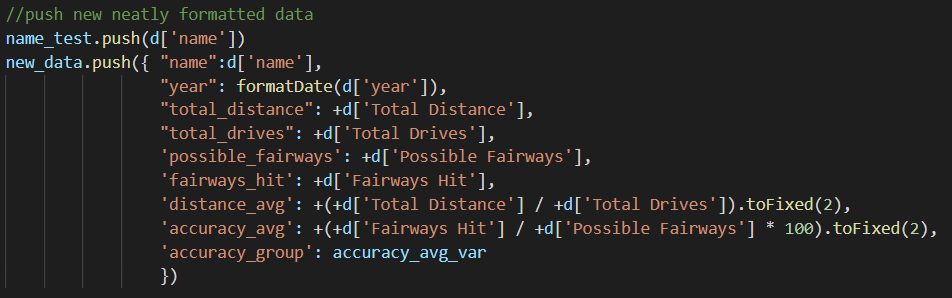 //push new neatly formatted data
name_test.push(d['name'])
new_data.push({ "name":d['name'],
"year": formatDate(d['year']),
"total_distance": +d['Total Distance'],
"total_drives": +d['Total Drives'],
'possible_fairways': +d['Possible Fairways'],
'fairways_hit': +d['Fairways Hit'],
'distance_avg': +(+d['Total Distance'] / +d['Total Drives']).toFixed(2),
'accuracy_avg': +(+d['Fairways Hit'] / +d['Possible Fairways'] * 100).toFixed(2),
'accuracy_group': accuracy_avg_var
})